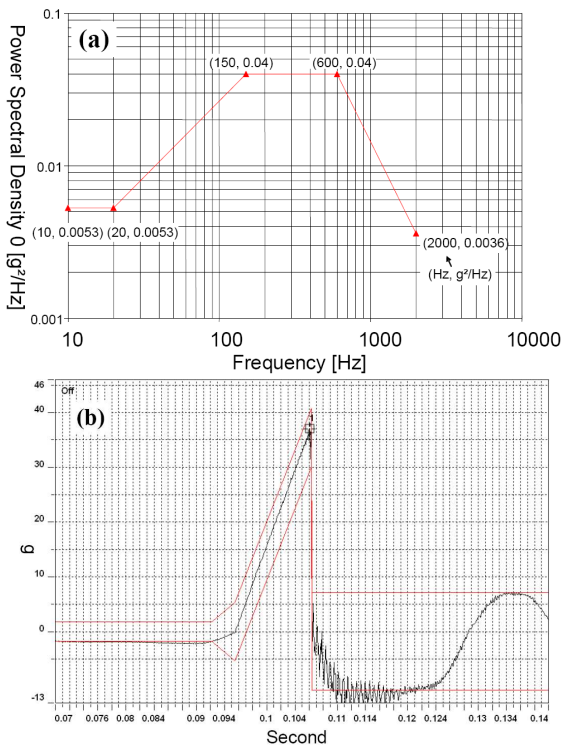 0.1
(a)
(150, 0.04) (600, 0.04)
Power Spectral Density 0 [g²/Hz]
0.01
(10, 0.0053) (20, 0.0053)
(2000, 0.0036)
(Hz, g²/Hz)
0.001
10 100 1000 10000
Frequency [Hz]
46
Off
(b)
40
30
20
g
10
0
-13
0.07 0.076 0.08 0.084 0.09 0.094 0.1 0.104 0.11 0.114 0.12 0.124 0.13 0.134 0.14
Second